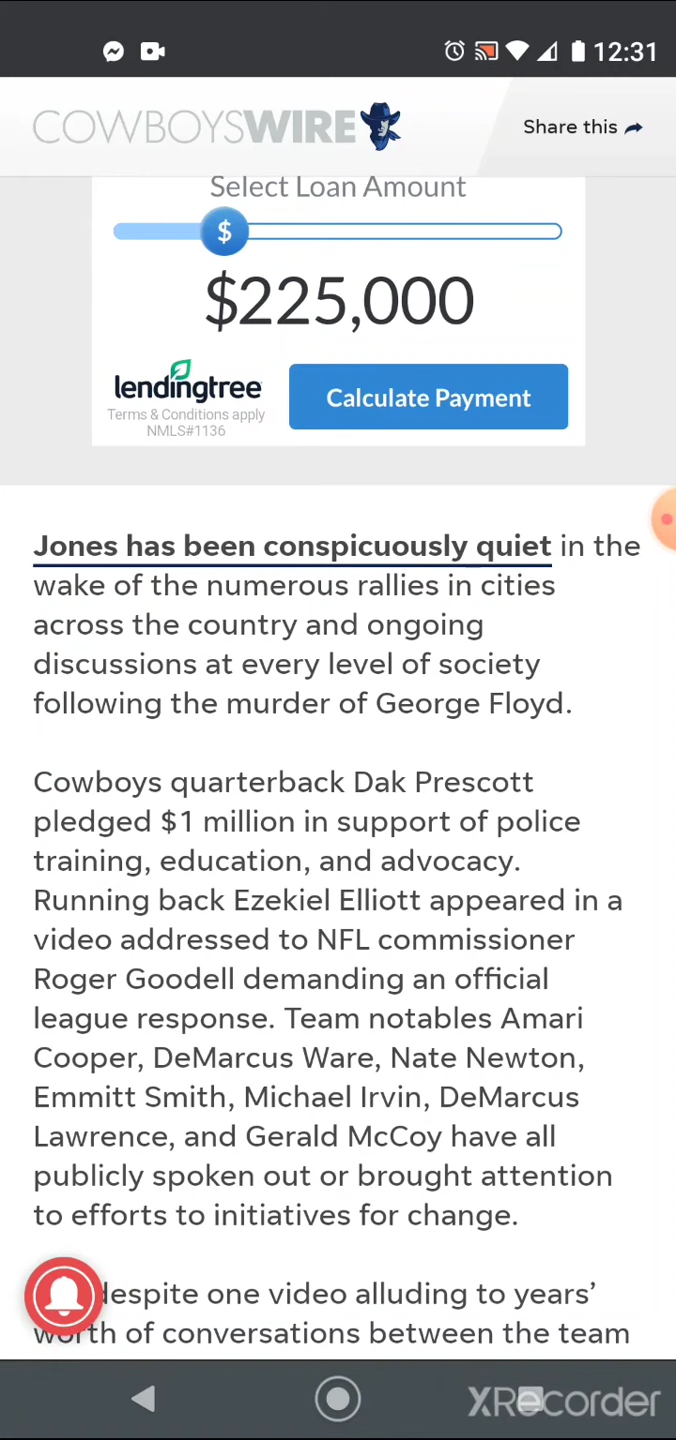 12:31
COWBOYSWIRE
Share this
Select Loan Amount
$
$225,000
lendingtree
Calculate Payment
Terms & Conditions apply
NMLS#1136
Jones has been conspicuously quiet in the
wake of the numerous rallies in cities
across the country and ongoing
discussions at every level of society
following the murder of George Floyd.
Cowboys quarterback Dak Prescott
pledged $1 million in support of police
training, education, and advocacy.
Running back Ezekiel Elliott appeared in a
video addressed to NFL commissioner
Roger Goodell demanding an official
league response. Team notables Amari
Cooper, DeMarcus Ware, Nate Newton,
Emmitt Smith, Michael Irvin, DeMarcus
Lawrence, and Gerald McCoy have all
publicly spoken out or brought attention
to efforts to initiatives for change.
despite one video alluding to years’
worth of conversations between the team
XRecorder